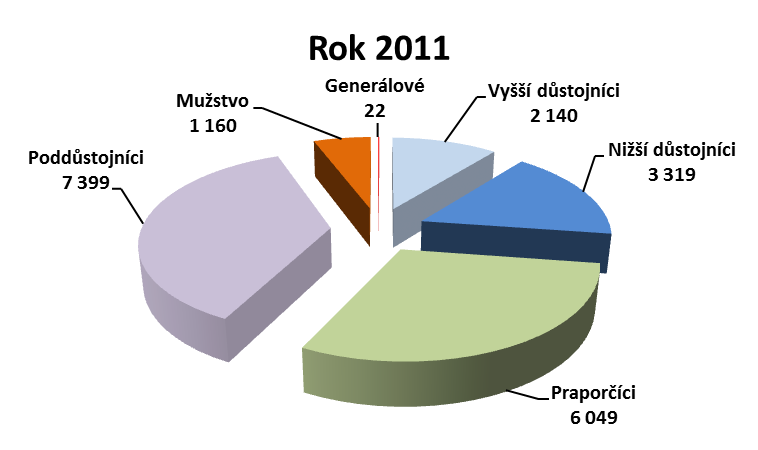 Rok 2011
Generálové
22
Vyšší důstojníci
2 140
Nižší důstojníci
3 319
Praporčíci
6 049
Poddůstojníci
7 399
Mužstvo
1 160